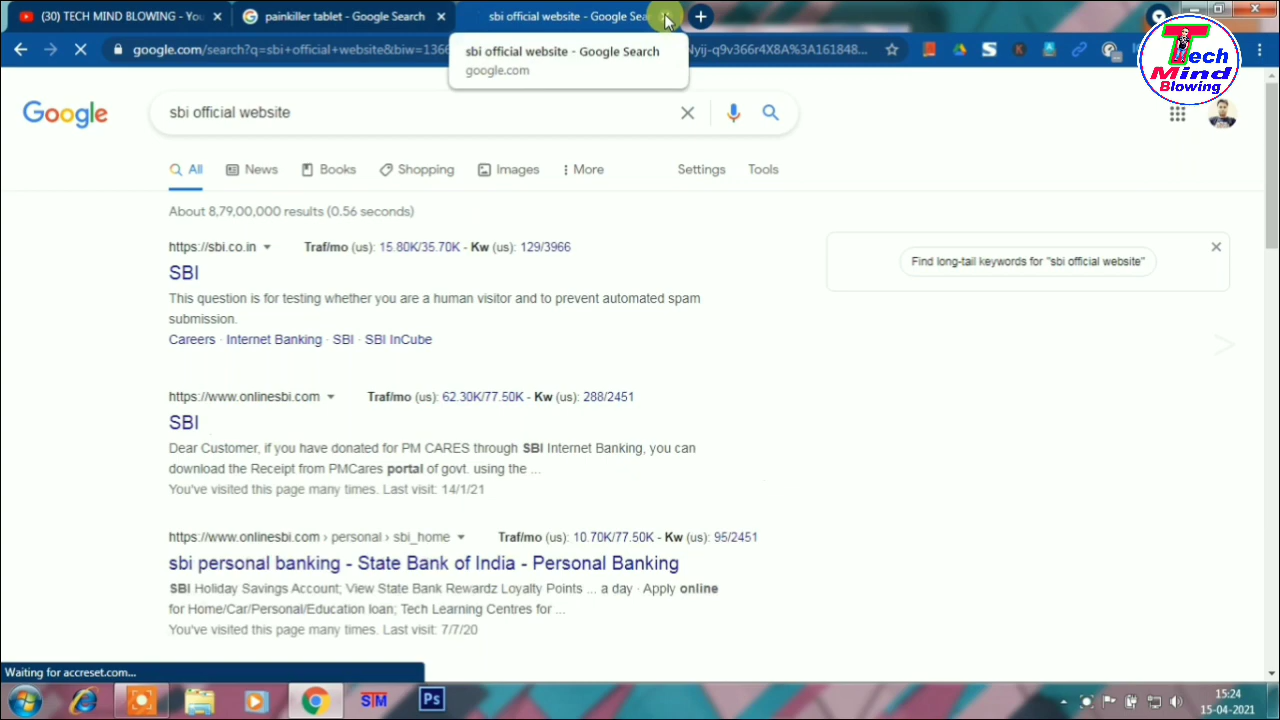 (30) TECH MIND BLOWING - You
painkiller tablet - Google Search
sbi official website - Google Sea
google.com/search?q=sbi+official+website&biw=1366
Nyij-q9v366r4X8A%3A161848...
sbi official website - Google Search
google.com
Tech
Mind
Blowing
Google
sbi official website
All
News
Books
Shopping
Images
More
Settings
Tools
About 8,79,00,000 results (0.56 seconds)
https://sbi.co.in Traf/mo (us): 15.80K/35.70K - Kw (us): 129/3966
SBI
This question is for testing whether you are a human visitor and to prevent automated spam
submission.
Careers · Internet Banking · SBI · SBI InCube
Find long-tail keywords for "sbi official website"
https://www.onlinesbi.com Traf/mo (us): 62.30K/77.50K - Kw (us): 288/2451
SBI
Dear Customer, if you have donated for PM CARES through SBI Internet Banking, you can
download the Receipt from PMCares portal of govt. using the ...
You've visited this page many times. Last visit: 14/1/21
https://www.onlinesbi.com › personal › sbi_home Traf/mo (us): 10.70K/77.50K - Kw (us): 95/2451
sbi personal banking - State Bank of India - Personal Banking
SBI Holiday Savings Account; View State Bank Rewardz Loyalty Points ... a day · Apply online
for Home/Car/Personal/Education loan; Tech Learning Centres for ...
You've visited this page many times. Last visit: 7/7/20
Waiting for accreset.com...
SM
Ps
15:24
15-04-2021